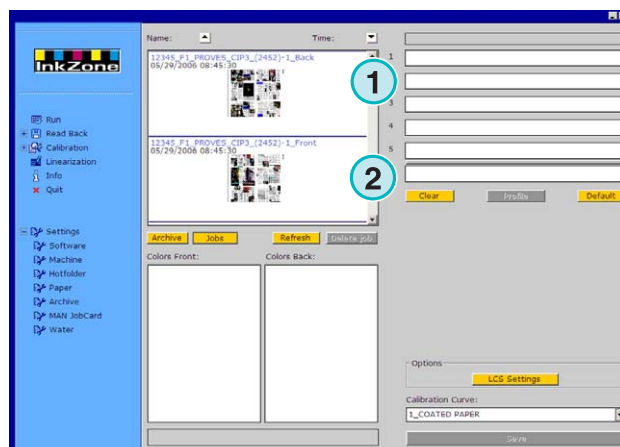 InkZone
Run
Read Back
Calibration
Linearization
Info
Quit
Settings
Software
Machine
Hotfolder
Paper
Archive
MAN JobCard
Water
Name: Time:
12345_F1_PROVES_CIP3_(2452)-1_Back
05/29/2006 08:45:30
12345_F1_PROVES_CIP3_(2452)-1_Front
05/29/2006 08:45:30
Archive Jobs Refresh Delete job
Colors Front: Colors Back:
1
1
3
4
5
2
Clear Profile Default
Options
LCS Settings
Calibration Curve:
1_COATED PAPER
Save